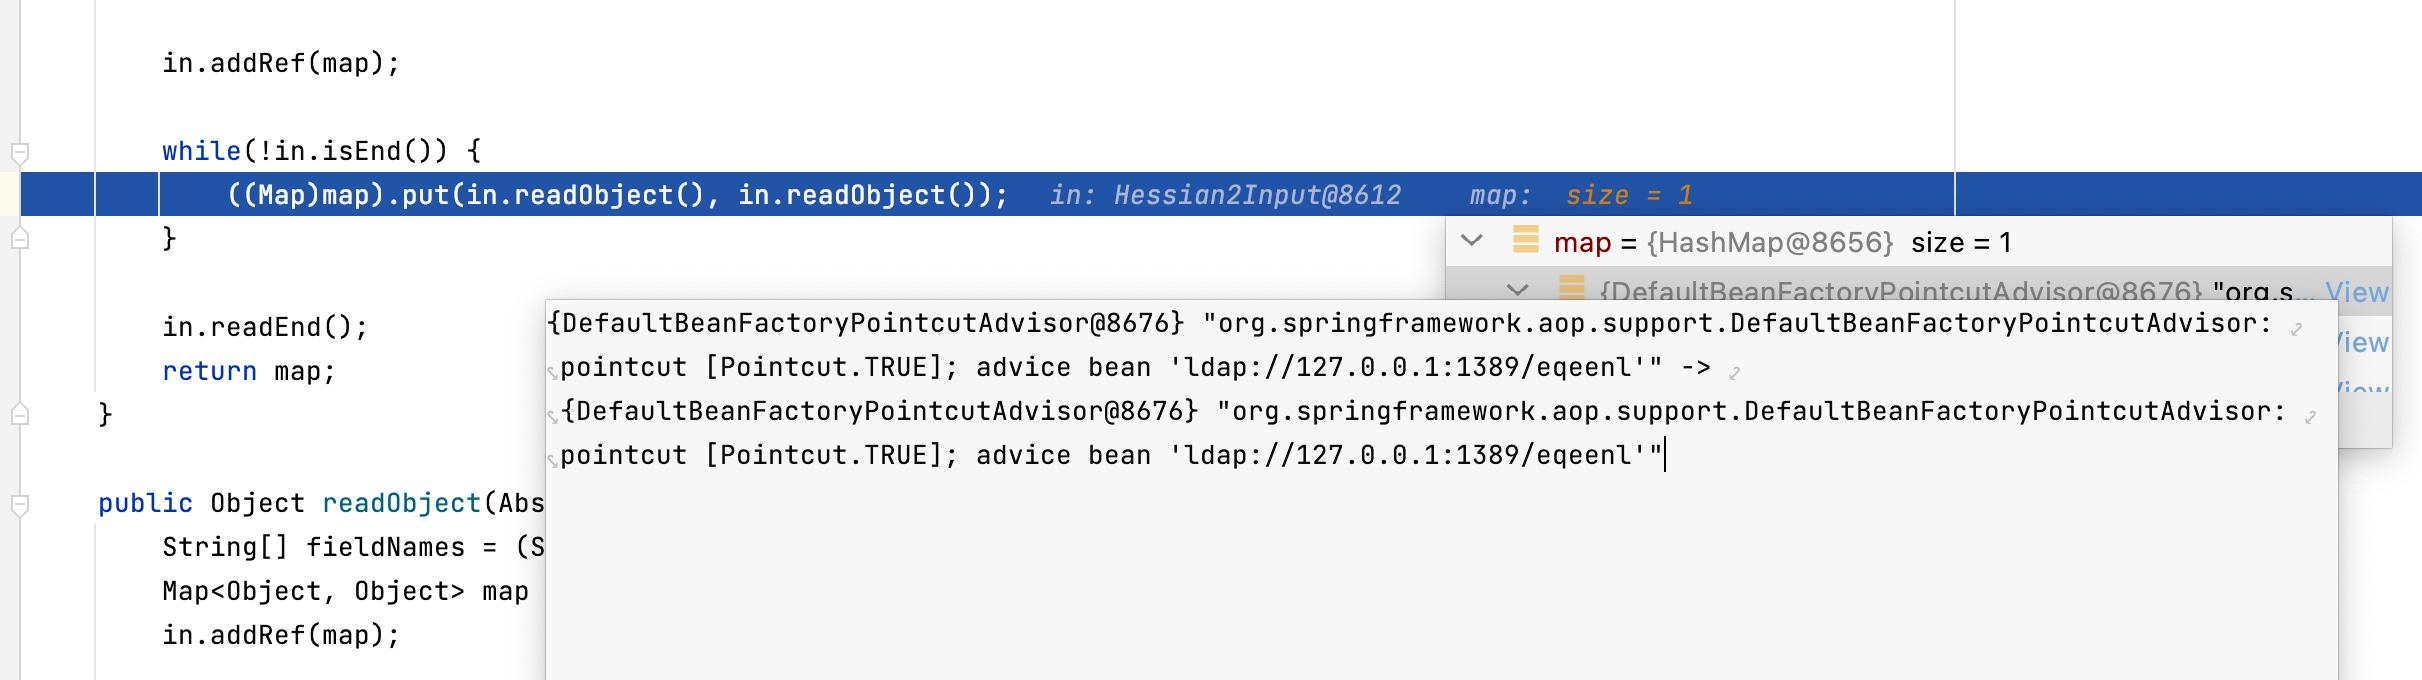 in.addRef(map);
while(!in.isEnd()) {
((Map)map).put(in.readObject(), in.readObject()); in: Hessian2Input@8612 map: size = 1
}
map = {HashMap@8656} size = 1
{DefaultBeanFactoryPointcutAdvisor@8676} "org.s... View
{DefaultBeanFactoryPointcutAdvisor@8676} "org.springframework.aop.support.DefaultBeanFactoryPointcutAdvisor:
pointcut [Pointcut.TRUE]; advice bean 'ldap://127.0.0.1:1389/eqeenl'" ->
{DefaultBeanFactoryPointcutAdvisor@8676} "org.springframework.aop.support.DefaultBeanFactoryPointcutAdvisor:
pointcut [Pointcut.TRUE]; advice bean 'ldap://127.0.0.1:1389/eqeenl'"
View
View
in.readEnd();
return map;
}
public Object readObject(Abs
String[] fieldNames = (S
Map<Object, Object> map
in.addRef(map);